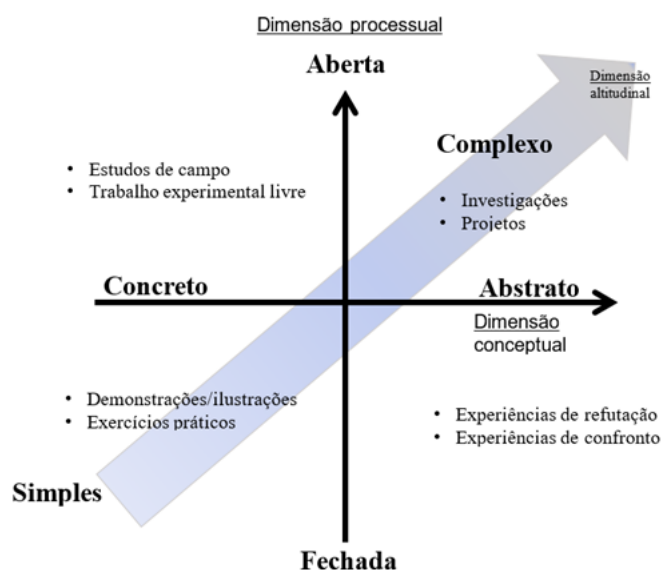 Dimensão processual
Aberta
Dimensão
altitudinal
Complexo
• Estudos de campo
• Trabalho experimental livre
• Investigações
• Projetos
Concreto
Abstrato
Dimensão
conceptual
• Demonstrações/ilustrações
• Exercícios práticos
• Experiências de refutação
• Experiências de confronto
Simples
Fechada